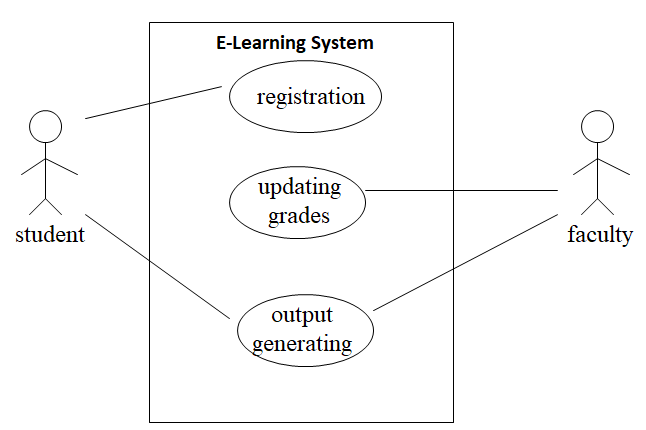 E-Learning System
registration
updating
grades
student
faculty
output
generating